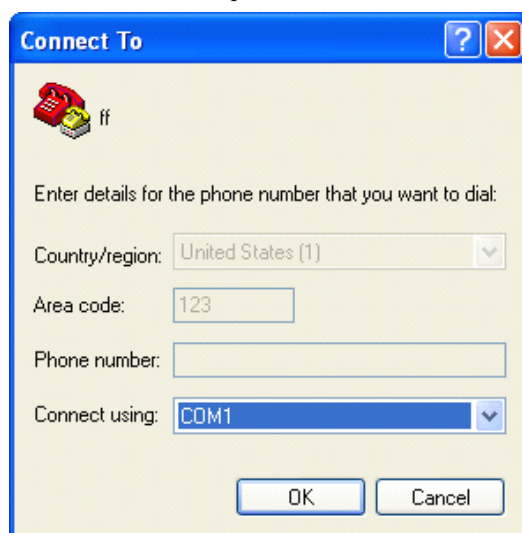 Connect To
ff
Enter details for the phone number that you want to dial:
Country/region: United States (1)
Area code: 123
Phone number:
Connect using: COM1
OK Cancel